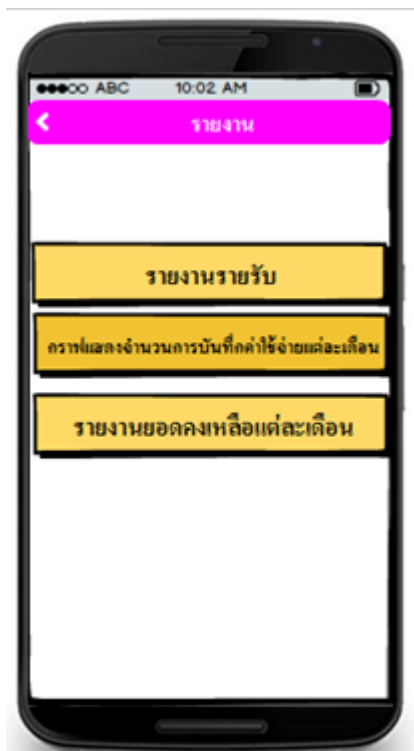 ABC 10:02 AM
รายงาน
รายงานรายรับ
กราฟแสดงจำนวนการบันทึกค่าใช้จ่ายแต่ละเดือน
รายงานยอดคงเหลือแต่ละเดือน